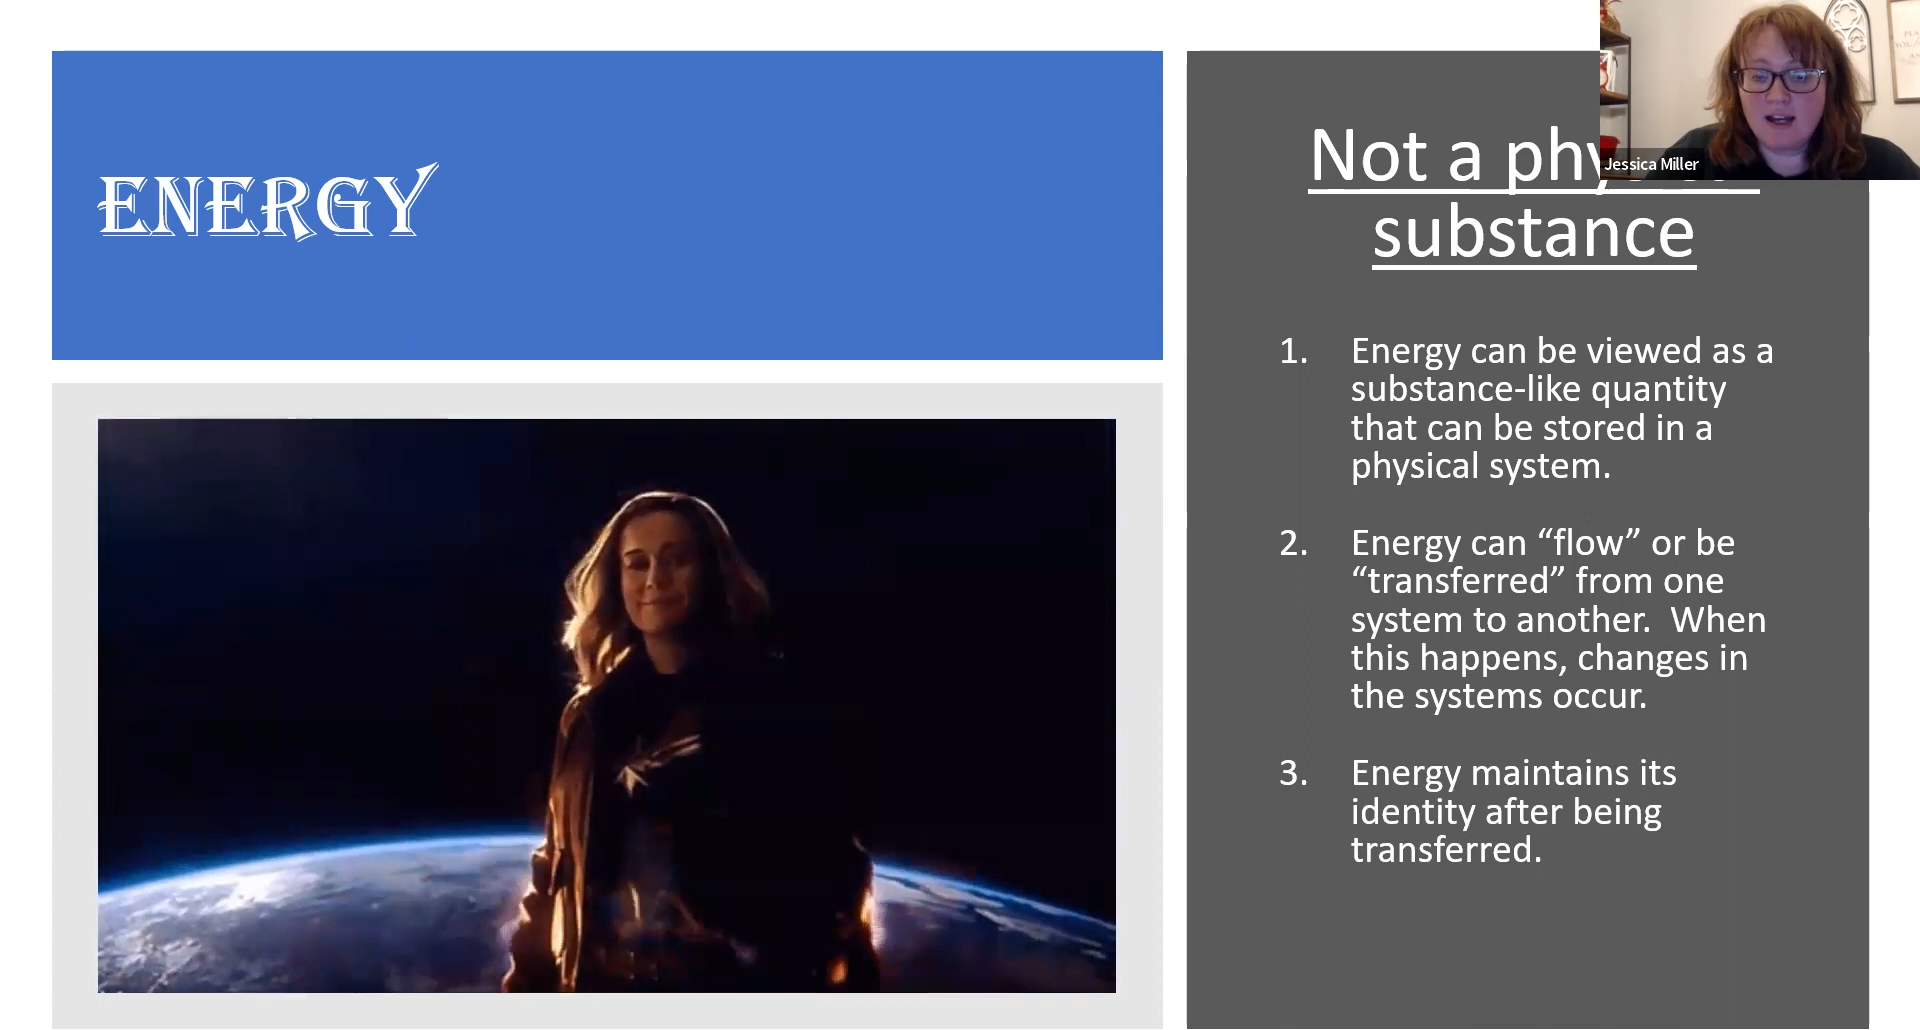 ENERGY
Not a phy
substance
1. Energy can be viewed as a
substance-like quantity
that can be stored in a
physical system.
2. Energy can “flow” or be
“transferred” from one
system to another.  When
this happens, changes in
the systems occur.
3. Energy maintains its
identity after being
transferred.
Jessica Miller